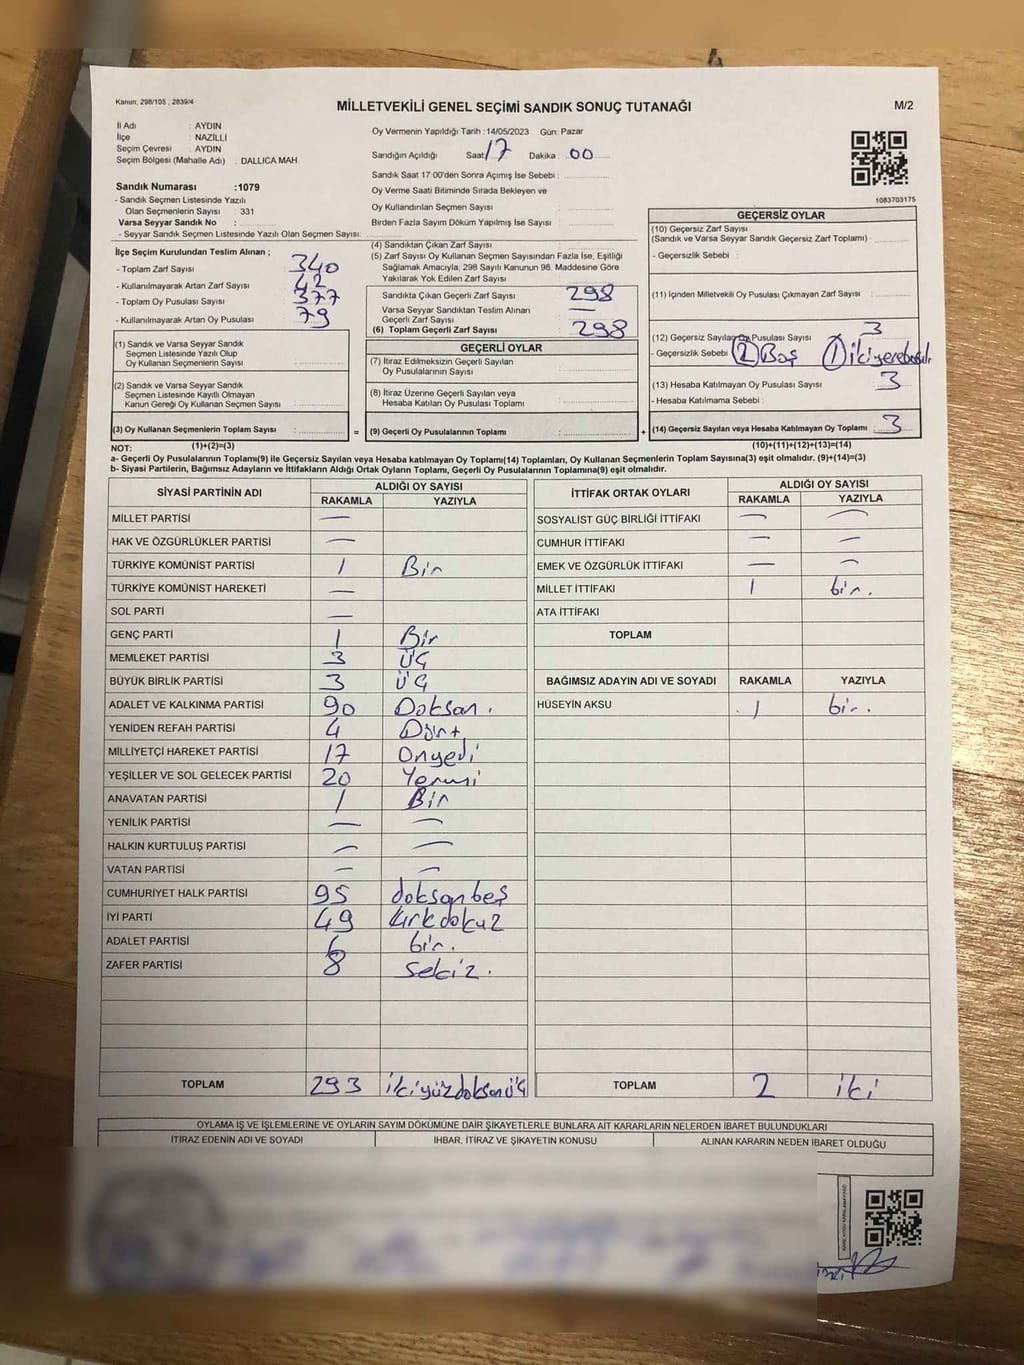 Kanun, 298/105 , 2839/4
MİLLETVEKİLİ GENEL SEÇİMİ SANDIK SONUÇ TUTANAĞI
M/2
İl Adı : AYDIN
İlçe : NAZİLLİ
Seçim Çevresi : AYDIN
Seçim Bölgesi (Mahalle Adı) : DALLICA MAH
Oy Vermenin Yapıldığı Tarih : 14/05/2023 Gün: Pazar
Sandığın Açıldığı Saat 17 Dakika : 00
Sandık Saat 17:00'den Sonra Açımış İse Sebebi :
Oy Verme Saati Bitiminde Sırada Bekleyen ve
Oy Kullandırılan Seçmen Sayısı :
Birden Fazla Sayım Döküm Yapılmış İse Sayısı :
1083703175
Sandık Numarası :1079
- Sandık Seçmen Listesinde Yazılı
Olan Seçmenlerin Sayısı : 331
Varsa Seyyar Sandık No :
- Seyyar Sandık Seçmen Listesinde Yazılı Olan Seçmen Sayısı:
İlçe Seçim Kurulundan Teslim Alınan ;
- Toplam Zarf Sayısı : 340
- Kullanılmayarak Artan Zarf Sayısı : 42
- Toplam Oy Pusulası Sayısı : 377
- Kullanılmayarak Artan Oy Pusulası : 79
(4) Sandıktan Çıkan Zarf Sayısı :
(5) Zarf Sayısı Oy Kullanan Seçmen Sayısından Fazla İse, Eşitliği
Sağlamak Amacıyla, 298 Sayılı Kanunun 98. Maddesine Göre
Yakılarak Yok Edilen Zarf Sayısı :
Sandıkta Çıkan Geçerli Zarf Sayısı : 298
Varsa Seyyar Sandıktan Teslim Alınan
Geçerli Zarf Sayısı : —
(6) Toplam Geçerli Zarf Sayısı : 298
GEÇERSİZ OYLAR
(10) Geçersiz Zarf Sayısı
(Sandık ve Varsa Seyyar Sandık Geçersiz Zarf Toplamı) :
- Geçersizlik Sebebi :
(11) İçinden Milletvekili Oy Pusulası Çıkmayan Zarf Sayısı :
(12) Geçersiz Sayılan Oy Pusulası Sayısı : 3
- Geçersizlik Sebebi : 2 Boş 1 iki yere basılı
(13) Hesaba Katılmayan Oy Pusulası Sayısı : 3
- Hesaba Katılmama Sebebi :
(14) Geçersiz Sayılan veya Hesaba Katılmayan Oy Toplamı : 3
(10)+(11)+(12)+(13)=(14)
(1) Sandık ve Varsa Seyyar Sandık
Seçmen Listesinde Yazılı Olup
Oy Kullanan Seçmenlerin Sayısı :
(2) Sandık ve Varsa Seyyar Sandık
Seçmen Listesinde Kayıtlı Olmayan
Kanun Gereği Oy Kullanan Seçmen Sayısı :
(3) Oy Kullanan Seçmenlerin Toplam Sayısı :
(1)+(2)=(3)
GEÇERLİ OYLAR
(7) İtiraz Edilmeksizin Geçerli Sayılan
Oy Pusulalarının Sayısı :
(8) İtiraz Üzerine Geçerli Sayılan veya
Hesaba Katılan Oy Pusulası Toplamı :
= (9) Geçerli Oy Pusulalarının Toplamı : +
NOT:
a- Geçerli Oy Pusulalarının Toplamı(9) ile Geçersiz Sayılan veya Hesaba katılmayan Oy Toplamı(14) Toplamları, Oy Kullanan Seçmenlerin Toplam Sayısına(3) eşit olmalıdır. (9)+(14)=(3)
b- Siyasi Partilerin, Bağımsız Adayların ve İttifakların Aldığı Ortak Oyların Toplamı, Geçerli Oy Pusulalarının Toplamına(9) eşit olmalıdır.
SİYASİ PARTİNİN ADI ALDIĞI OY SAYISI
RAKAMLA YAZIYLA
MİLLET PARTİSİ —
HAK VE ÖZGÜRLÜKLER PARTİSİ —
TÜRKİYE KOMÜNİST PARTİSİ 1 Bir
TÜRKİYE KOMÜNİST HAREKETİ —
SOL PARTİ —
GENÇ PARTİ 1 Bir
MEMLEKET PARTİSİ 3 Üç
BÜYÜK BİRLİK PARTİSİ 3 Üç
ADALET VE KALKINMA PARTİSİ 90 Doksan.
YENİDEN REFAH PARTİSİ 4 Dört
MİLLİYETÇİ HAREKET PARTİSİ 17 Onyedi
YEŞİLLER VE SOL GELECEK PARTİSİ 20 Yirmi
ANAVATAN PARTİSİ 1 Bir
YENİLİK PARTİSİ — —
HALKIN KURTULUŞ PARTİSİ — —
VATAN PARTİSİ — —
CUMHURİYET HALK PARTİSİ 95 doksanbeş
İYİ PARTİ 49 kırkdokuz
ADALET PARTİSİ bir.
ZAFER PARTİSİ 8 sekiz.
TOPLAM 293 ikiyüzdoksanüç
İTTİFAK ORTAK OYLARI ALDIĞI OY SAYISI
RAKAMLA YAZIYLA
SOSYALİST GÜÇ BİRLİĞİ İTTİFAKI — —
CUMHUR İTTİFAKI — —
EMEK VE ÖZGÜRLÜK İTTİFAKI — —
MİLLET İTTİFAKI 1 bir.
ATA İTTİFAKI
TOPLAM
BAĞIMSIZ ADAYIN ADI VE SOYADI RAKAMLA YAZIYLA
HÜSEYİN AKSU 1 bir.
TOPLAM 2 iki
OYLAMA İŞ VE İŞLEMLERİNE VE OYLARIN SAYIM DÖKÜMÜNE DAİR ŞİKAYETLERLE BUNLARA AİT KARARLARIN NELERDEN İBARET BULUNDUKLARI
İTİRAZ EDENİN ADI VE SOYADI İHBAR, İTİRAZ VE ŞİKAYETİN KONUSU ALINAN KARARIN NEDEN İBARET OLDUĞU